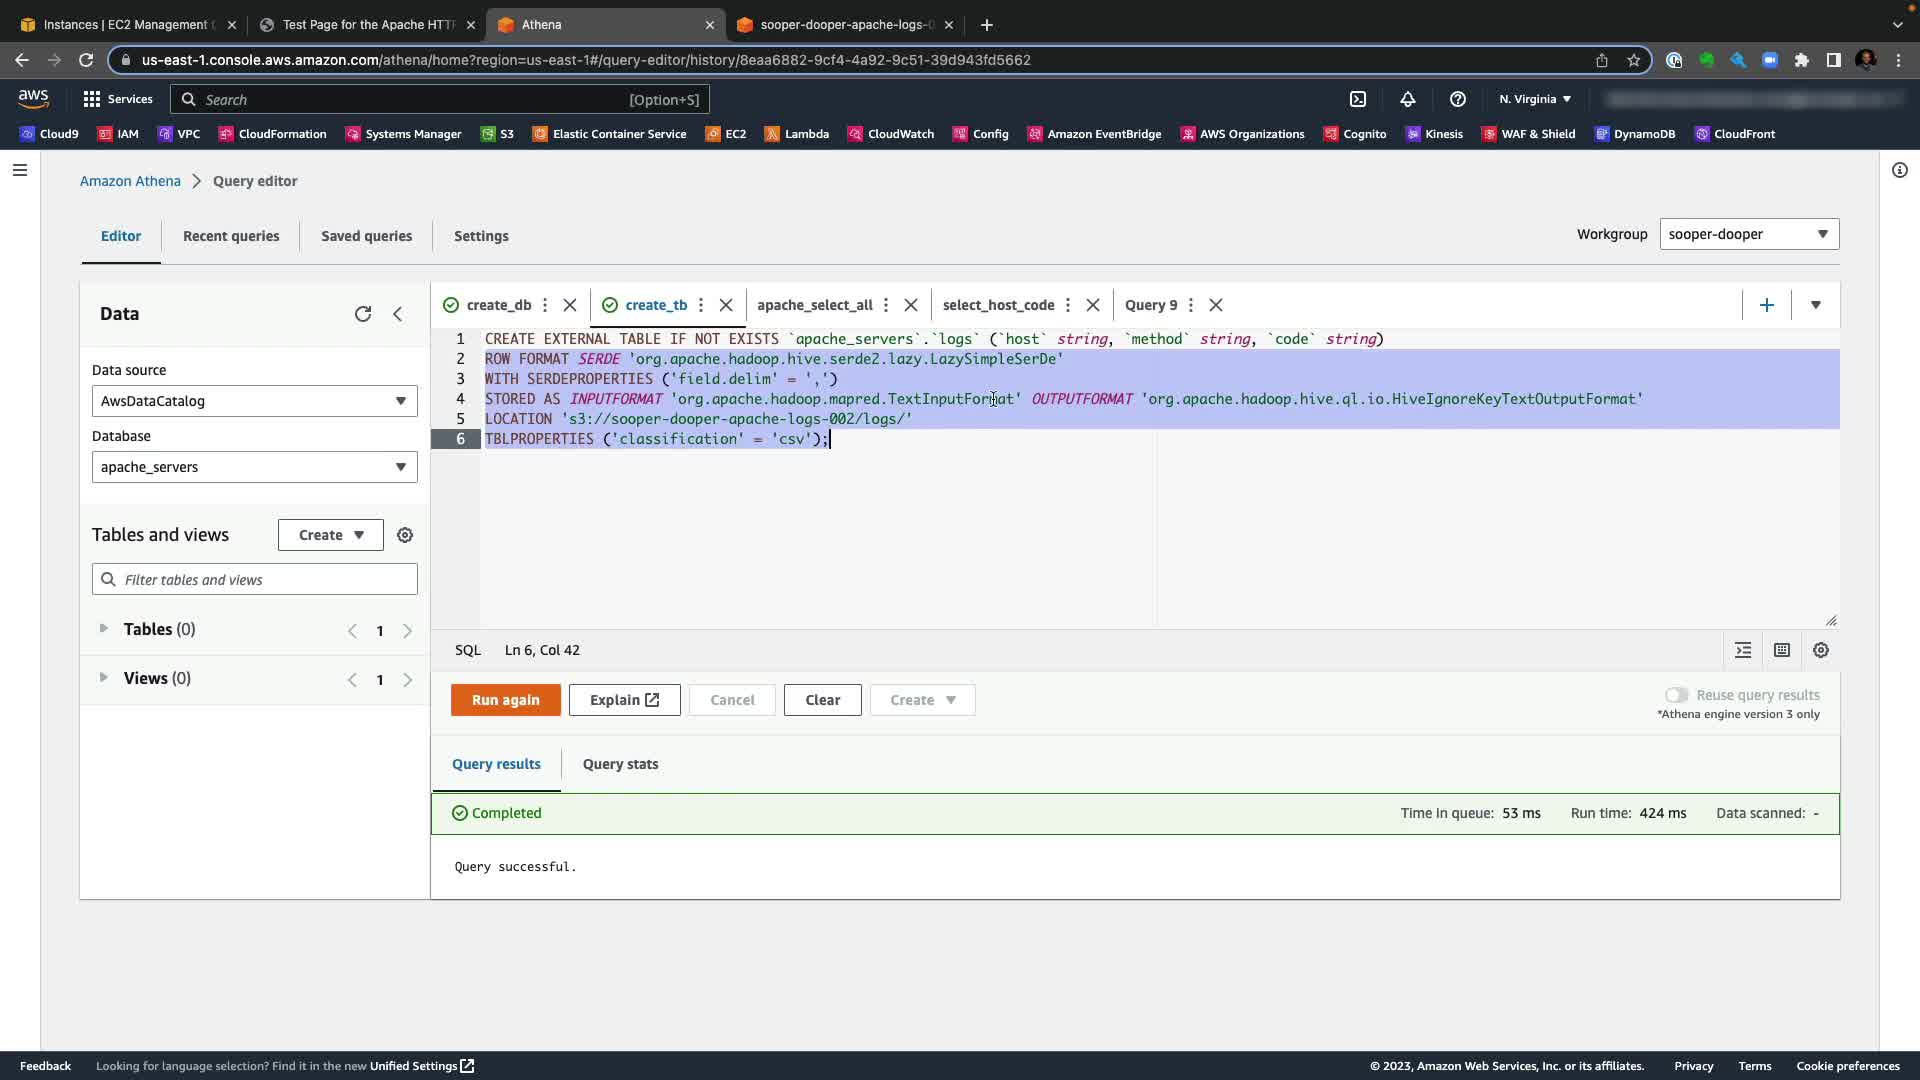 Instances | EC2 Management C
Test Page for the Apache HTTP
Athena
sooper-dooper-apache-logs-0
us-east-1.console.aws.amazon.com/athena/home?region=us-east-1#/query-editor/history/8eaa6882-9cf4-4a92-9c51-39d943fd5662
aws
Services
Search
[Option+S]
N. Virginia
Cloud9
IAM
VPC
CloudFormation
Systems Manager
S3
Elastic Container Service
EC2
Lambda
CloudWatch
Config
Amazon EventBridge
AWS Organizations
Cognito
Kinesis
WAF & Shield
DynamoDB
CloudFront
Amazon Athena > Query editor
Editor
Recent queries
Saved queries
Settings
Workgroup
sooper-dooper
Data
Data source
AwsDataCatalog
Database
apache_servers
Tables and views
Create
Filter tables and views
Tables (0)
1
Views (0)
1
create_db
create_tb
apache_select_all
select_host_code
Query 9
1 CREATE EXTERNAL TABLE IF NOT EXISTS `apache_servers`.`logs` (`host` string, `method` string, `code` string)
2 ROW FORMAT SERDE 'org.apache.hadoop.hive.serde2.lazy.LazySimpleSerDe'
3 WITH SERDEPROPERTIES ('field.delim' = ',')
4 STORED AS INPUTFORMAT 'org.apache.hadoop.mapred.TextInputFormat' OUTPUTFORMAT 'org.apache.hadoop.hive.ql.io.HiveIgnoreKeyTextOutputFormat'
5 LOCATION 's3://sooper-dooper-apache-logs-002/logs/'
6 TBLPROPERTIES ('classification' = 'csv');
SQL
Ln 6, Col 42
Run again
Explain
Cancel
Clear
Create
Reuse query results
*Athena engine version 3 only
Query results
Query stats
Completed
Time in queue: 53 ms
Run time: 424 ms
Data scanned: -
Query successful.
Feedback
Looking for language selection? Find it in the new Unified Settings
© 2023, Amazon Web Services, Inc. or its affiliates.
Privacy
Terms
Cookie preferences